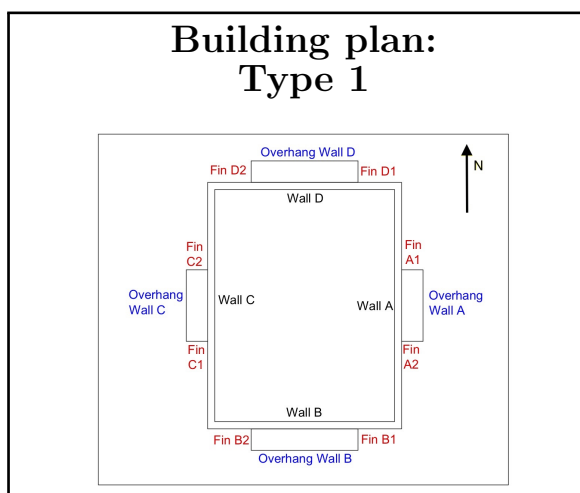 Building plan:
Type 1
Overhang Wall D
Fin D2
Fin D1
N
Wall D
Fin
C2
Fin
A1
Overhang
Wall C
Wall C
Wall A
Overhang
Wall A
Fin
C1
Fin
A2
Wall B
Fin B2
Fin B1
Overhang Wall B